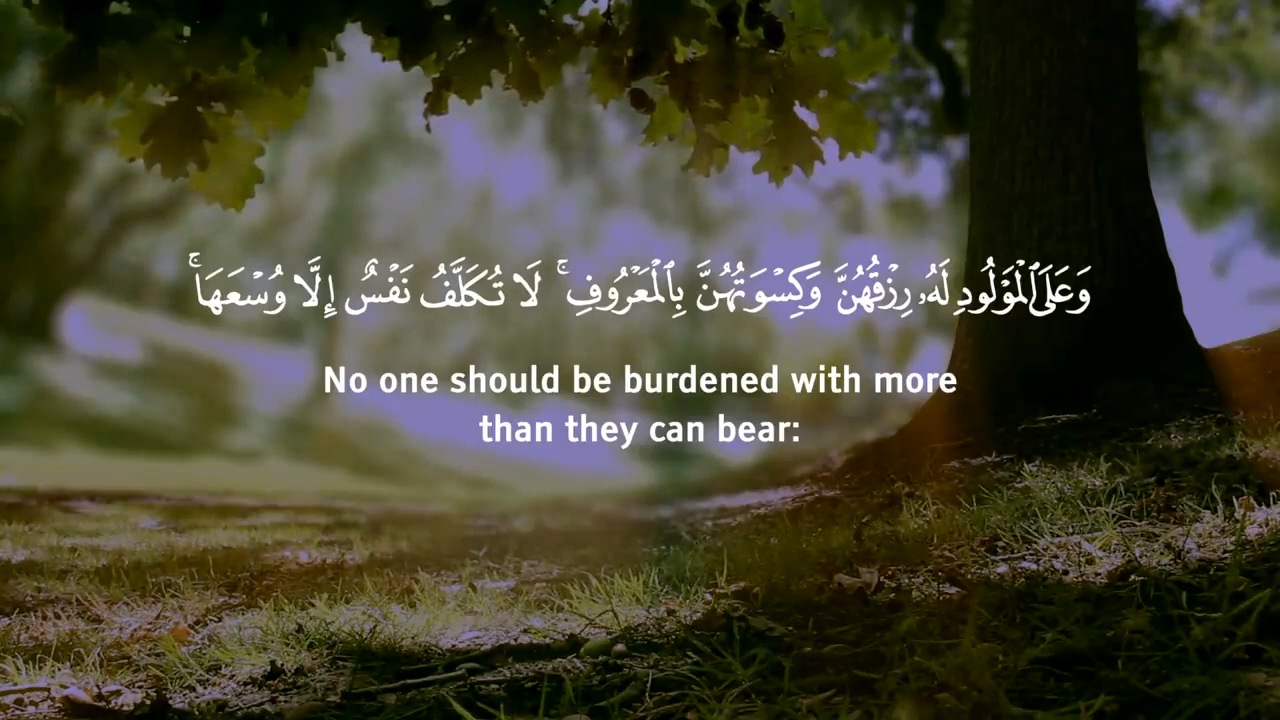 وَعَلَى ٱلْمَوْلُودِ لَهُۥ رِزْقُهُنَّ وَكِسْوَتُهُنَّ بِٱلْمَعْرُوفِ ۚ لَا تُكَلَّفُ نَفْسٌ إِلَّا وُسْعَهَا ۚ
No one should be burdened with more
than they can bear: